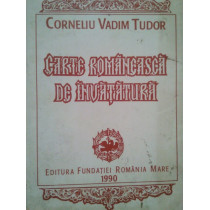 CORNELIU VADIM TUDOR
CARTE ROMÂNEASCĂ
DE ÎNVĂȚĂTURĂ
EDITURA FUNDAȚIEI ROMÂNIA MARE
1990